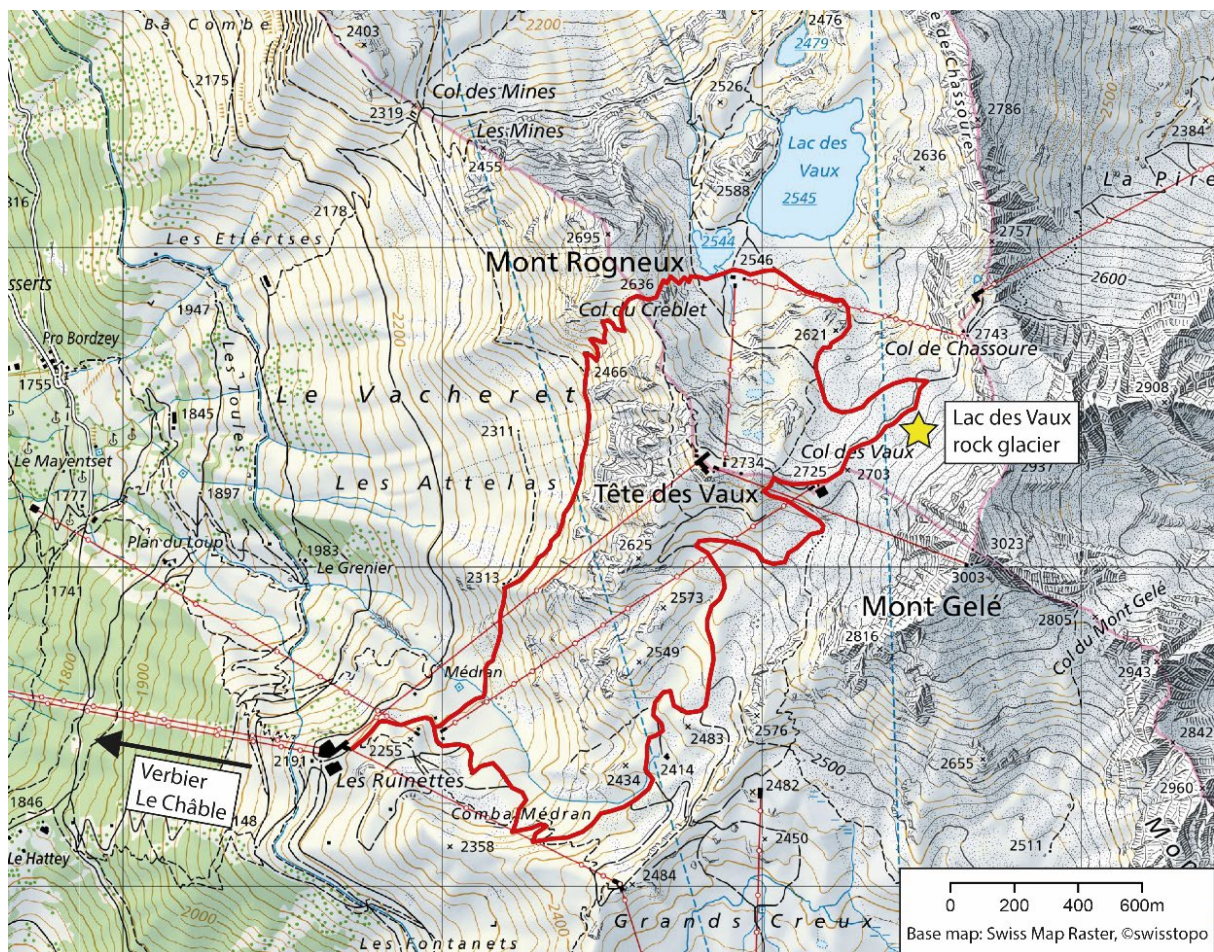 Bâ Combe
2403
2200
2476
2479
2175
Col des Mines
2526
2786
2500
2319
Les Mines
Lac des
Vaux
2545
2384
2455
2636
2588
La Pire
2178
Les Etiértses
2695
2544
2757
Mont Rogneux
2546
2636
2600
sserts
1947
Col du Creblet
Pro Bordzey
2200
2621
2743
Col de Chassoure
1755
Les Toules
2466
Le Vacheret
2908
1845
2311
Lac des Vaux
rock glacier
Le Mayentset
Les Attelas
Col des Vaux
2734
2725
2703
2937
1777
1897
Tête des Vaux
Plan du Loup
1983
2625
3023
Le Grenier
2313
3003
1741
2573
Mont Gelé
2805
Col du Mont Gelé
1800
1900
2549
2816
2943
Médran
2255
2483
2576
2842
2191
Les Ruinettes
2434
2414
2500
2655
Verbier
Le Châble
2482
2960
1846
148
Comba Médran
2450
Le Hattey
2358
2511
2484
2000
2400
Grands Creux
Les Fontanets
0 200 400 600m
Base map: Swiss Map Raster, ©swisstopo